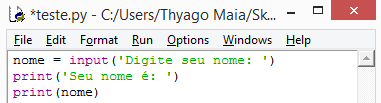 *teste.py - C:/Users/Thyago Maia/Sk...
File Edit Format Run Options Windows Help
nome = input('Digite seu nome: ')
print('Seu nome é: ')
print(nome)